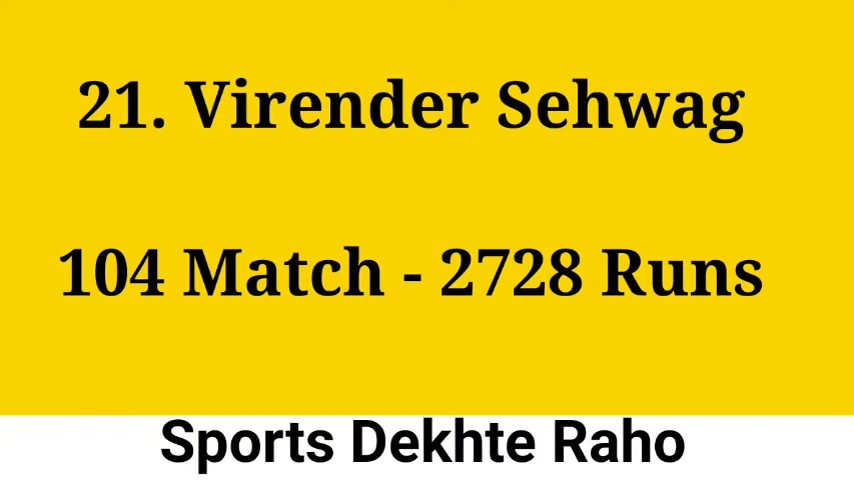 21. Virender Sehwag
104 Match - 2728 Runs
Sports Dekhte Raho